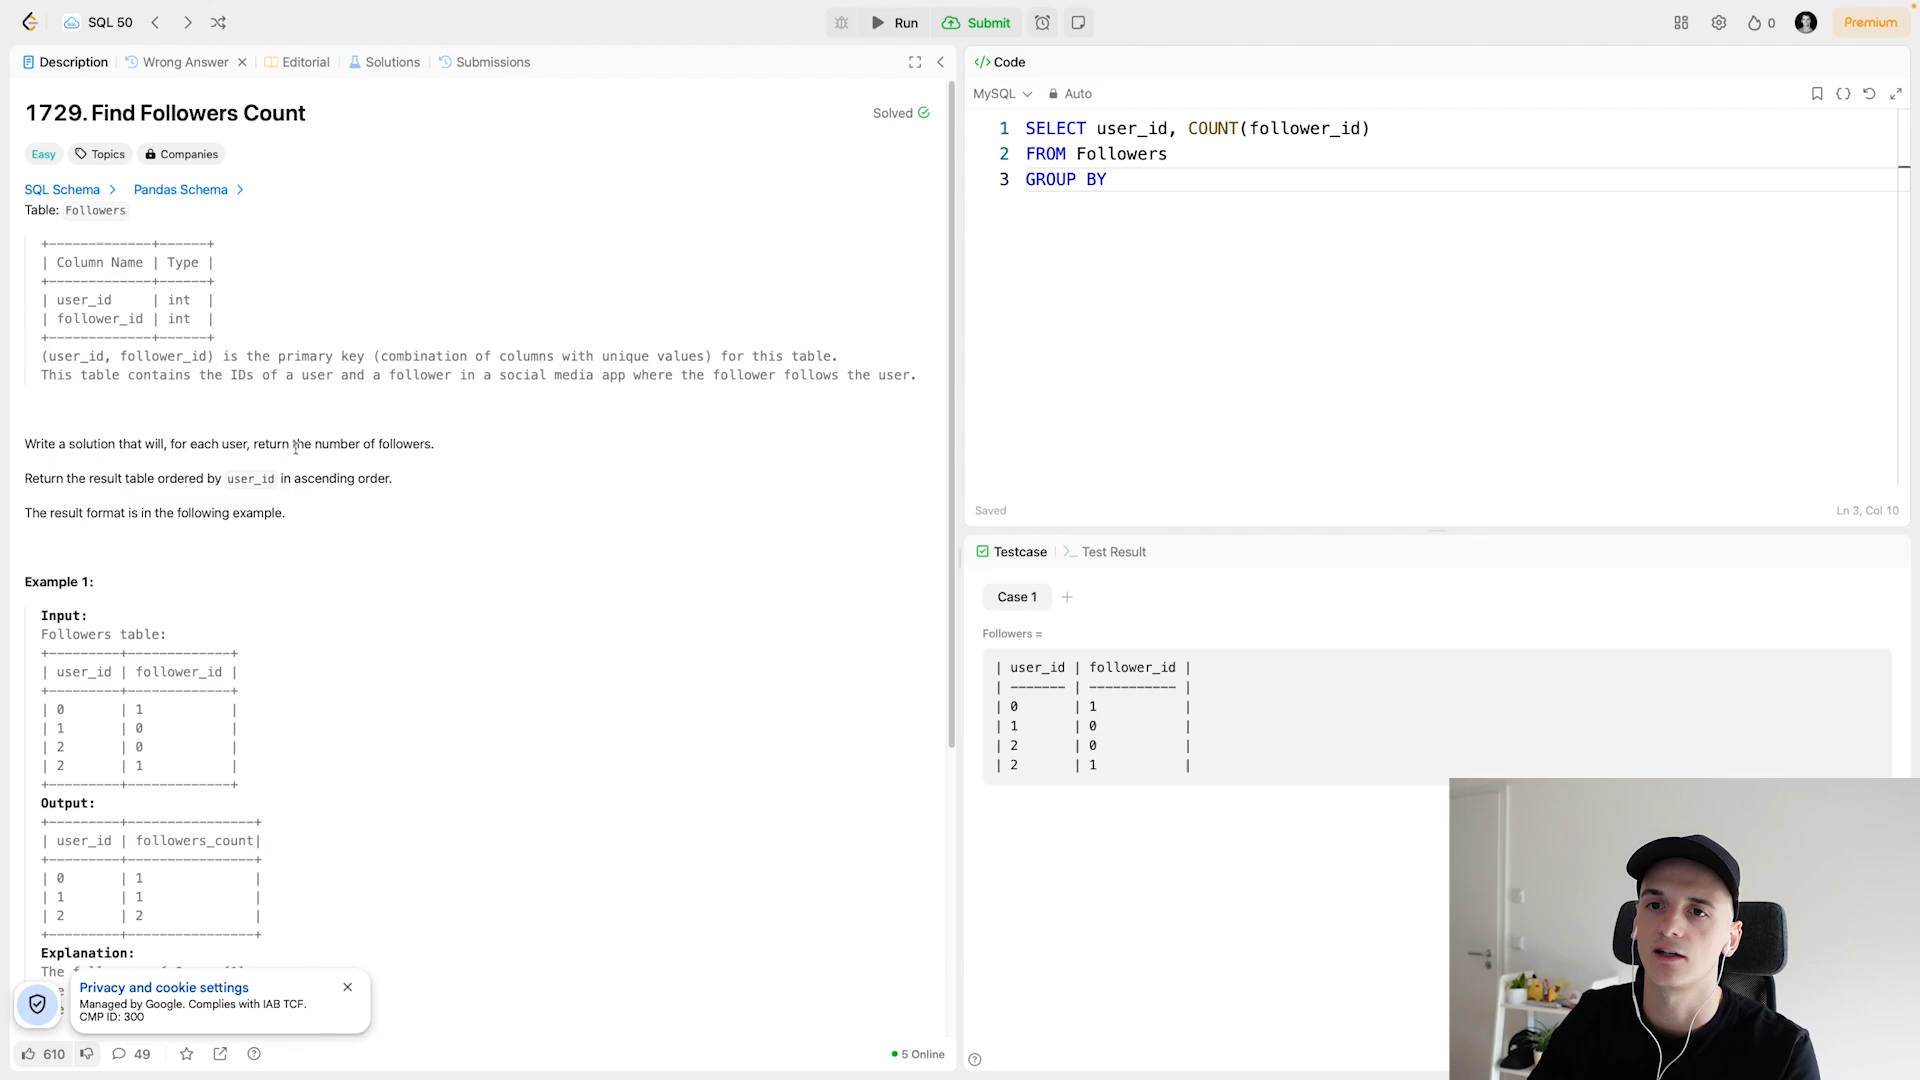 SQL 50
Run
Submit
0
Premium
Description
Wrong Answer
Editorial
Solutions
Submissions
1729. Find Followers Count
Solved
Easy
Topics
Companies
SQL Schema
Pandas Schema
Table: Followers
+-------------+------+
| Column Name | Type |
+-------------+------+
| user_id     | int  |
| follower_id | int  |
+-------------+------+
(user_id, follower_id) is the primary key (combination of columns with unique values) for this table.
This table contains the IDs of a user and a follower in a social media app where the follower follows the user.
Write a solution that will, for each user, return the number of followers.
Return the result table ordered by user_id in ascending order.
The result format is in the following example.
Example 1:
Input:
Followers table:
+---------+-------------+
| user_id | follower_id |
+---------+-------------+
| 0       | 1           |
| 1       | 0           |
| 2       | 0           |
| 2       | 1           |
+---------+-------------+
Output:
+---------+----------------+
| user_id | followers_count|
+---------+----------------+
| 0       | 1              |
| 1       | 1              |
| 2       | 2              |
+---------+----------------+
Explanation:
The
Privacy and cookie settings
Managed by Google. Complies with IAB TCF.
CMP ID: 300
610
49
5 Online
Code
MySQL
Auto
1 SELECT user_id, COUNT(follower_id)
2 FROM Followers
3 GROUP BY
Saved
Ln 3, Col 10
Testcase
Test Result
Case 1
Followers =
| user_id | follower_id |
| ------- | ----------- |
| 0       | 1           |
| 1       | 0           |
| 2       | 0           |
| 2       | 1           |